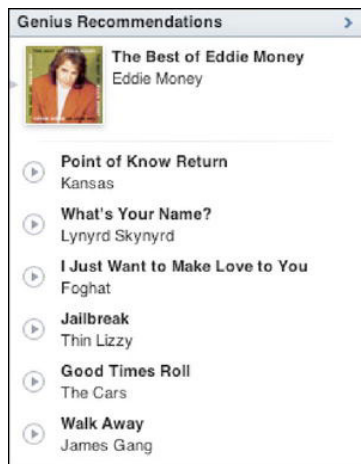 Genius Recommendations
The Best of Eddie Money
Eddie Money
Point of Know Return
Kansas
What's Your Name?
Lynyrd Skynyrd
I Just Want to Make Love to You
Foghat
Jailbreak
Thin Lizzy
Good Times Roll
The Cars
Walk Away
James Gang